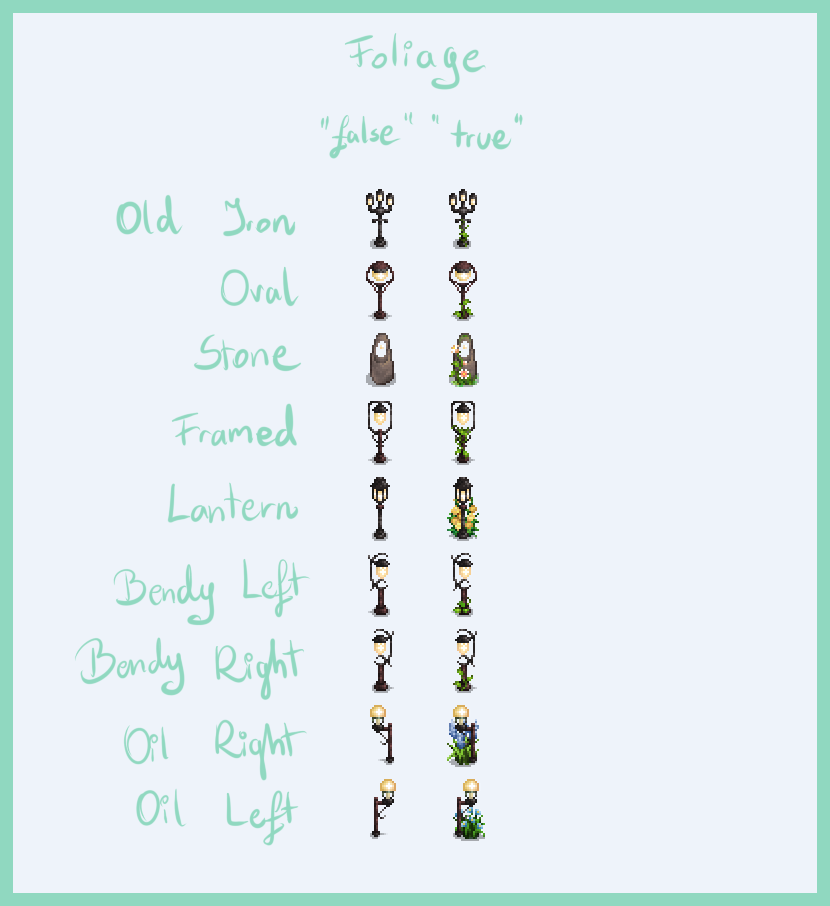 Foliage
"false" "true"
Old Iron
Oval
Stone
Framed
Lantern
Bendy Left
Bendy Right
Oil Right
Oil Left